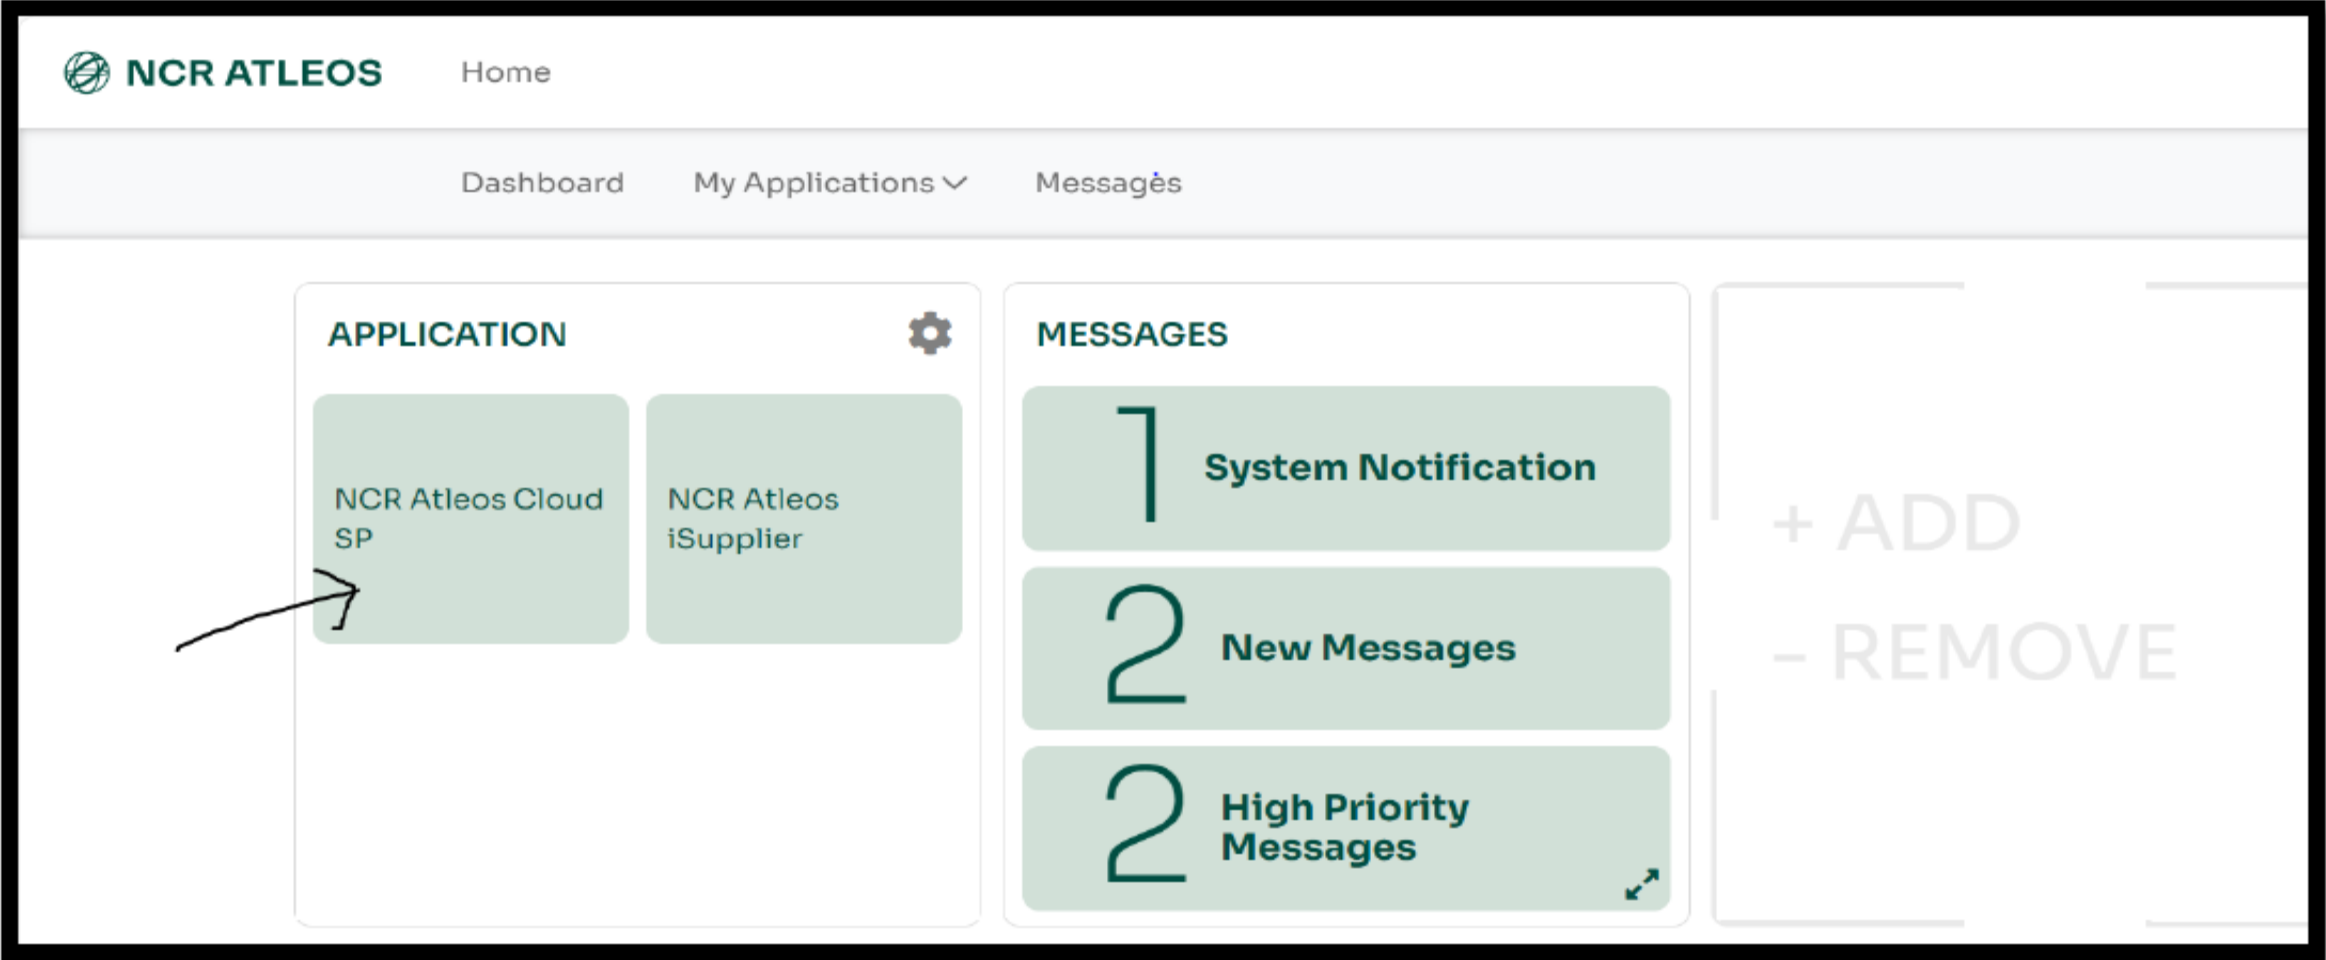 NCR ATLEOS
Home
Dashboard
My Applications
Messages
APPLICATION
NCR Atleos Cloud
SP
NCR Atleos
iSupplier
MESSAGES
1
System Notification
2
New Messages
2
High Priority
Messages
+ ADD
- REMOVE